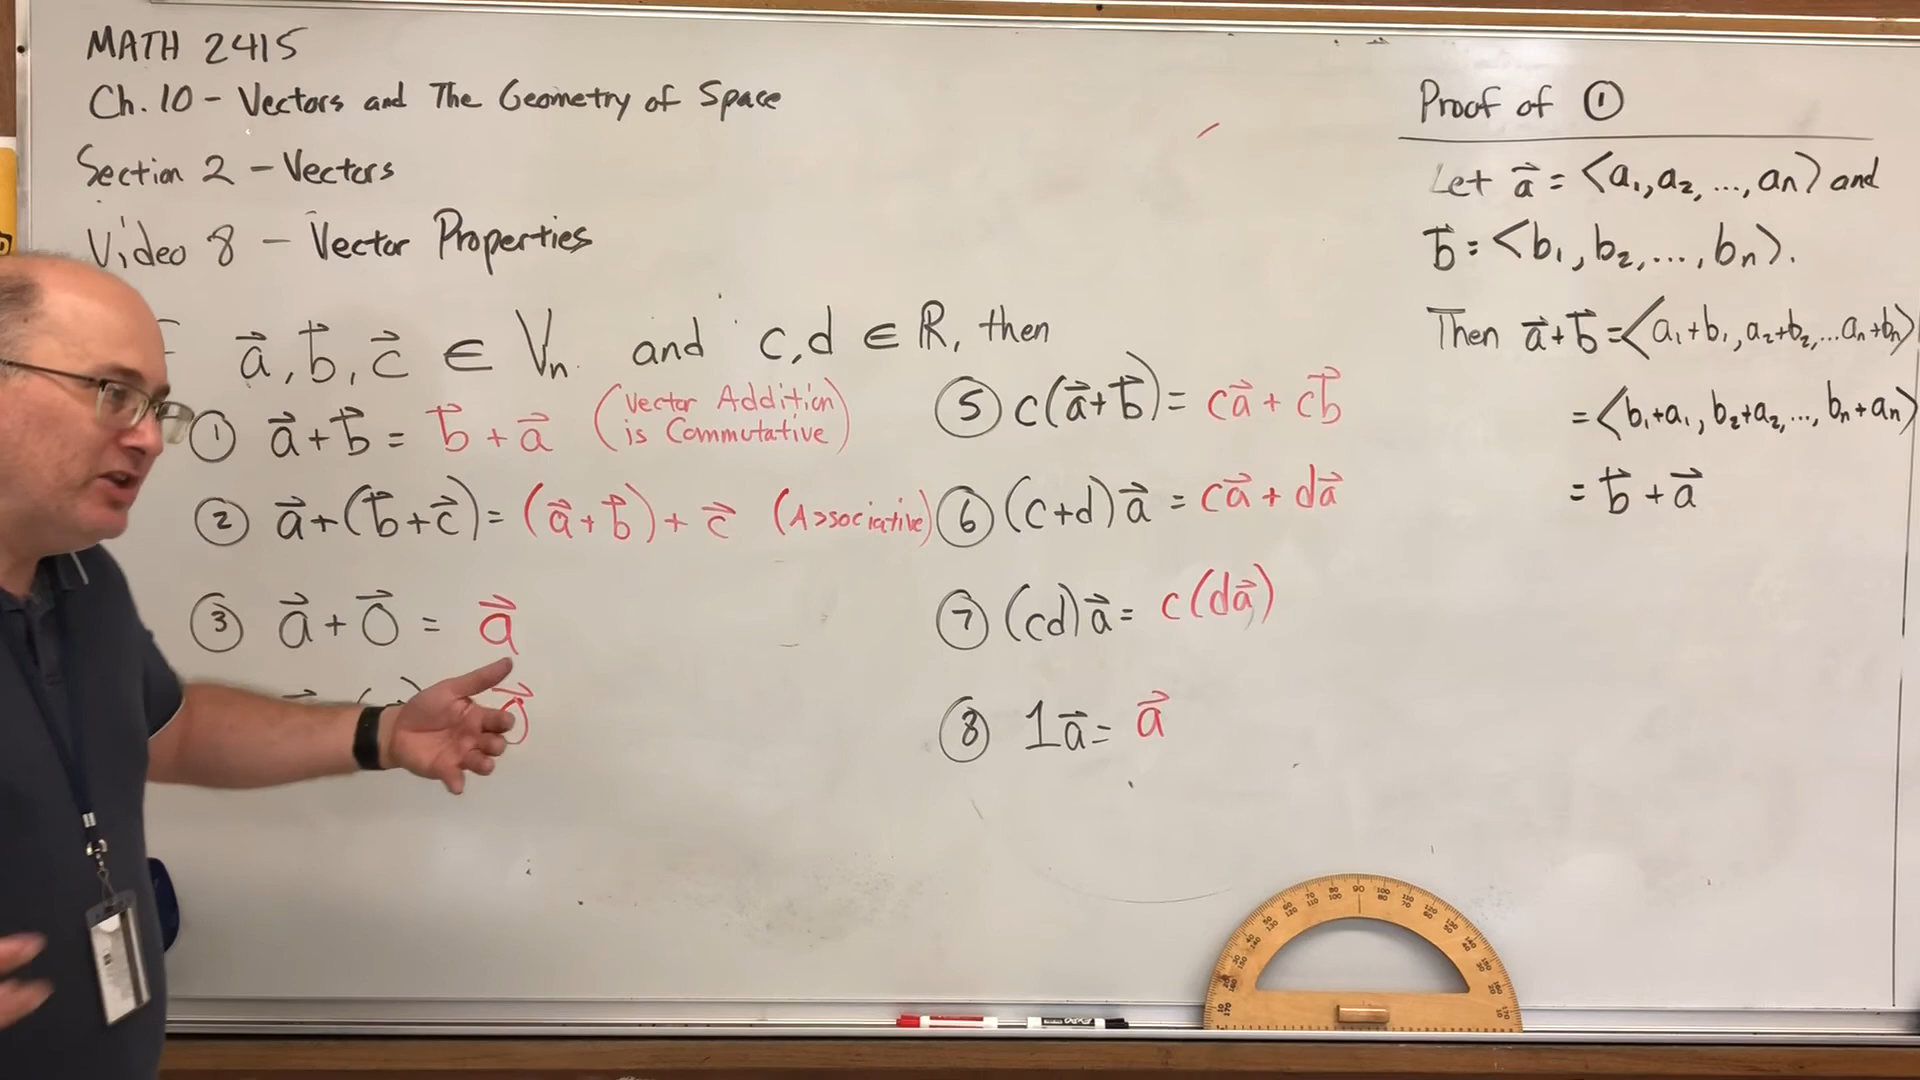 MATH 2415
Ch. 10 - Vectors and The Geometry of Space
Section 2 - Vectors
Video 8 - Vector Properties
a⃗, b⃗, c⃗ ∈ Vn and c, d ∈ ℝ, then
① a⃗ + b⃗ = b⃗ + a⃗ (Vector Addition is Commutative)
② a⃗ + (b⃗ + c⃗) = (a⃗ + b⃗) + c⃗ (Associative)
③ a⃗ + 0⃗ = a⃗
0⃗
⑤ c(a⃗ + b⃗) = ca⃗ + cb⃗
⑥ (c+d)a⃗ = ca⃗ + da⃗
⑦ (cd)a⃗ = c(da⃗)
⑧ 1a⃗ = a⃗
Proof of ①
Let a⃗ = <a₁, a₂, ..., aₙ> and
b⃗ = <b₁, b₂, ..., bₙ>.
Then a⃗ + b⃗ = <a₁+b₁, a₂+b₂, ... aₙ+bₙ>
= <b₁+a₁, b₂+a₂, ..., bₙ+aₙ>
= b⃗ + a⃗